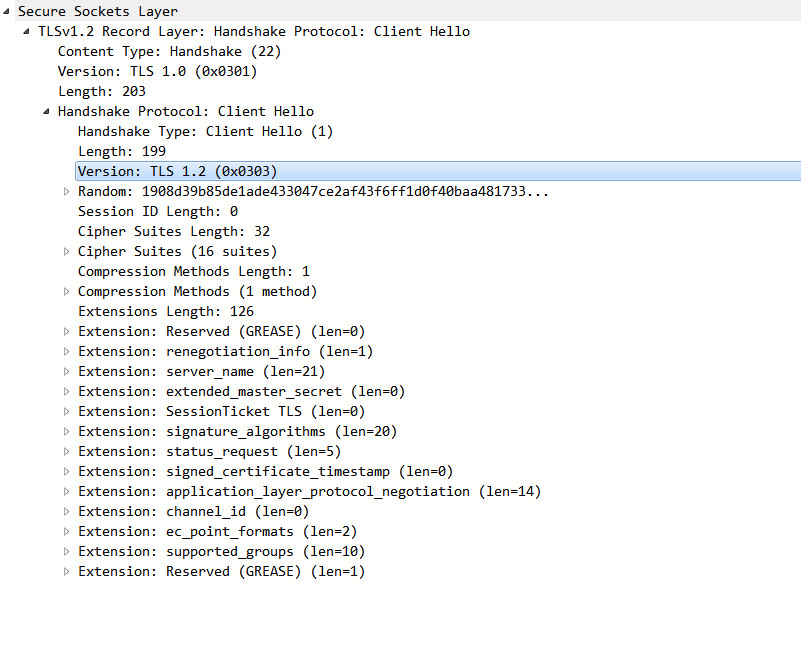 Secure Sockets Layer
TLSv1.2 Record Layer: Handshake Protocol: Client Hello
Content Type: Handshake (22)
Version: TLS 1.0 (0x0301)
Length: 203
Handshake Protocol: Client Hello
Handshake Type: Client Hello (1)
Length: 199
Version: TLS 1.2 (0x0303)
Random: 1908d39b85de1ade433047ce2af43f6ff1d0f40baa481733...
Session ID Length: 0
Cipher Suites Length: 32
Cipher Suites (16 suites)
Compression Methods Length: 1
Compression Methods (1 method)
Extensions Length: 126
Extension: Reserved (GREASE) (len=0)
Extension: renegotiation_info (len=1)
Extension: server_name (len=21)
Extension: extended_master_secret (len=0)
Extension: SessionTicket TLS (len=0)
Extension: signature_algorithms (len=20)
Extension: status_request (len=5)
Extension: signed_certificate_timestamp (len=0)
Extension: application_layer_protocol_negotiation (len=14)
Extension: channel_id (len=0)
Extension: ec_point_formats (len=2)
Extension: supported_groups (len=10)
Extension: Reserved (GREASE) (len=1)